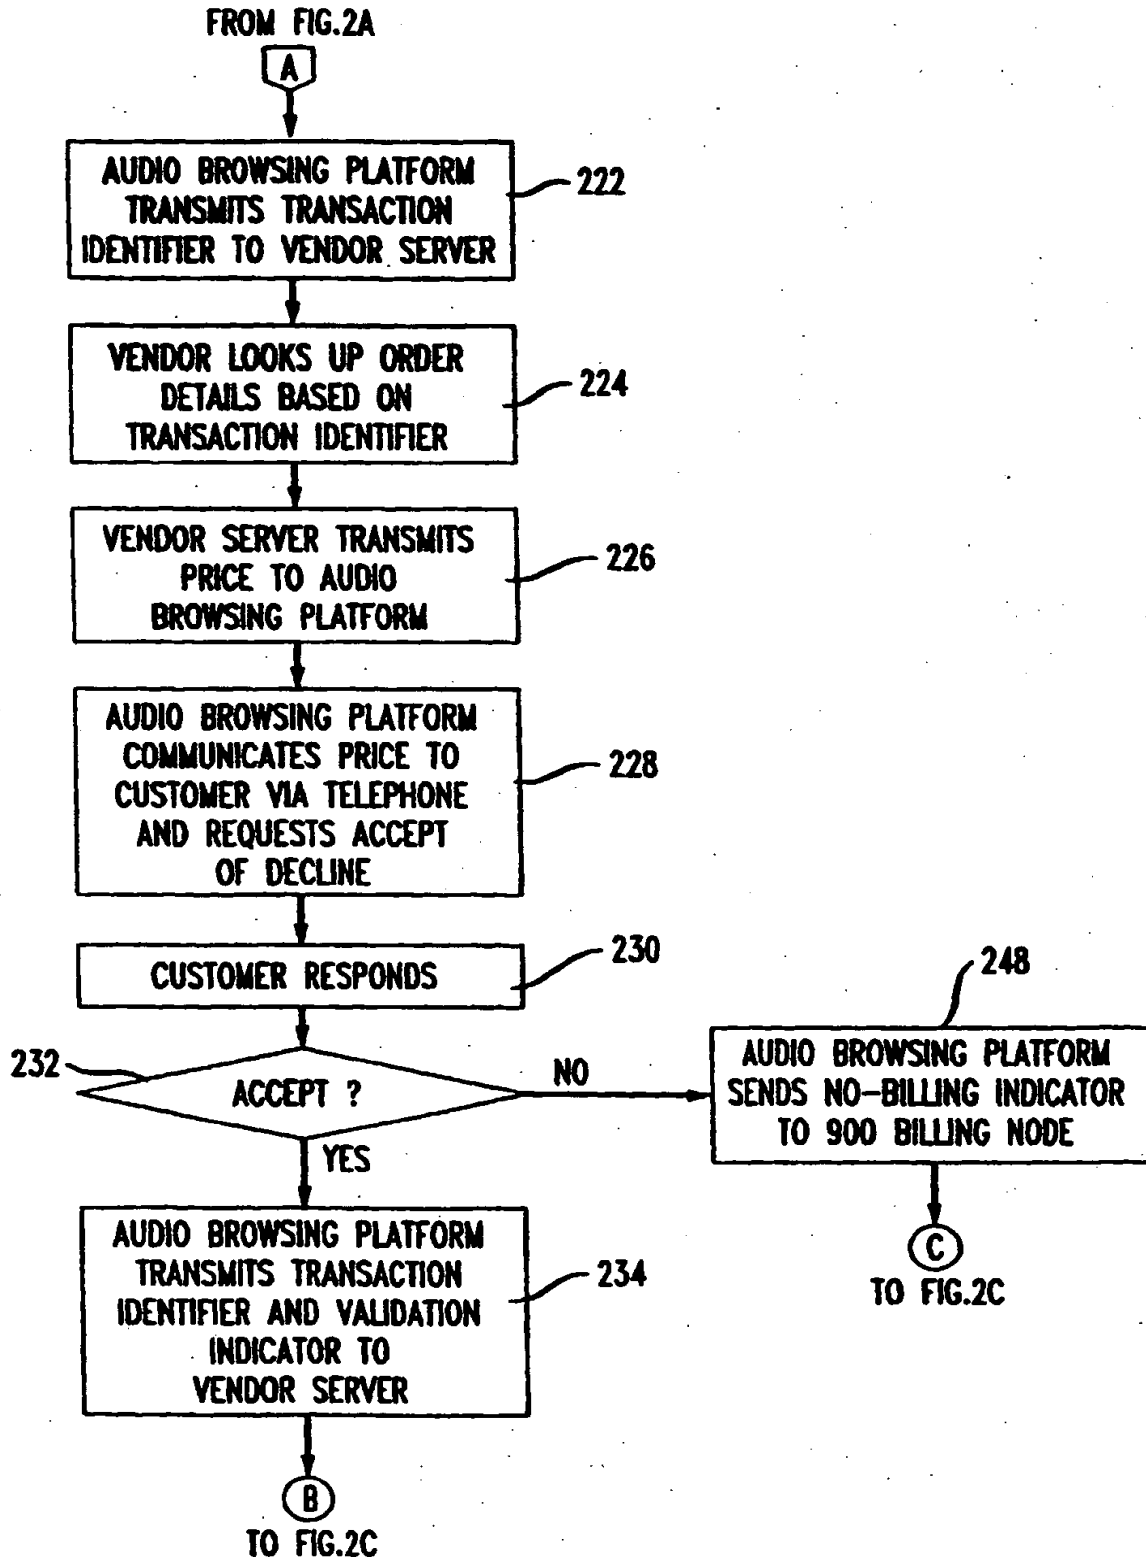 FROM FIG.2A
A
AUDIO BROWSING PLATFORM
TRANSMITS TRANSACTION
IDENTIFIER TO VENDOR SERVER
222
VENDOR LOOKS UP ORDER
DETAILS BASED ON
TRANSACTION IDENTIFIER
224
VENDOR SERVER TRANSMITS
PRICE TO AUDIO
BROWSING PLATFORM
226
AUDIO BROWSING PLATFORM
COMMUNICATES PRICE TO
CUSTOMER VIA TELEPHONE
AND REQUESTS ACCEPT
OF DECLINE
228
CUSTOMER RESPONDS
230
232
ACCEPT ?
NO
YES
248
AUDIO BROWSING PLATFORM
SENDS NO-BILLING INDICATOR
TO 900 BILLING NODE
C
TO FIG.2C
AUDIO BROWSING PLATFORM
TRANSMITS TRANSACTION
IDENTIFIER AND VALIDATION
INDICATOR TO
VENDOR SERVER
234
B
TO FIG.2C